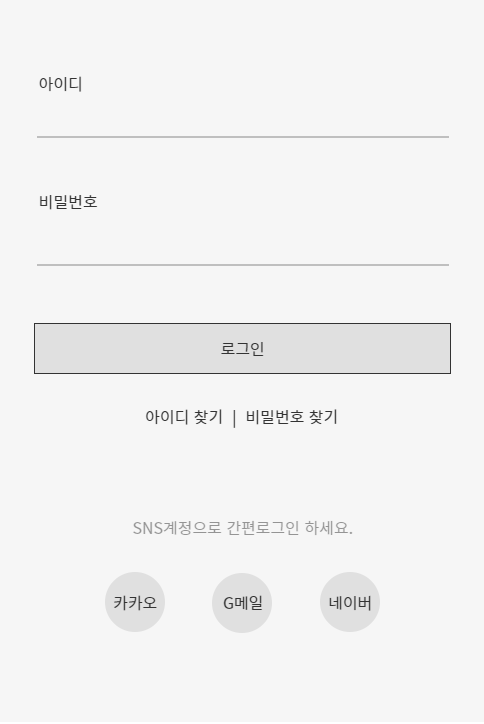 아이디
비밀번호
로그인
아이디 찾기 | 비밀번호 찾기
SNS계정으로 간편로그인 하세요.
카카오 G메일 네이버